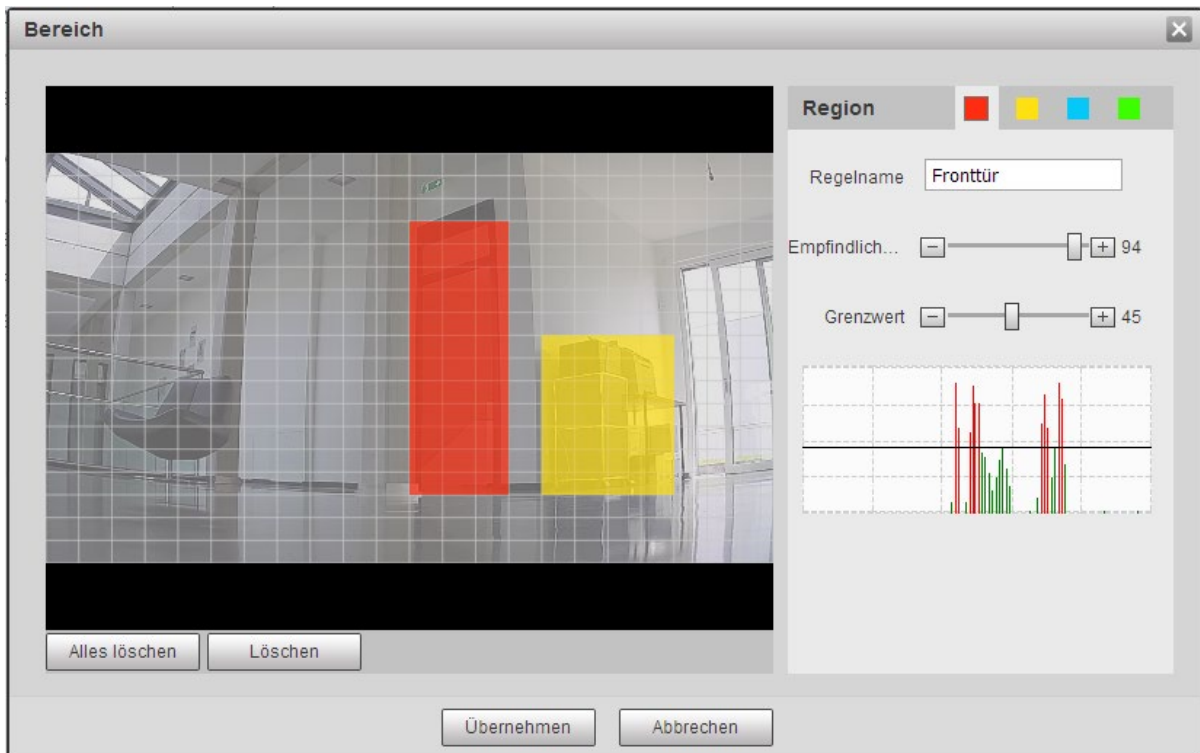 Bereich
Region
Regelname
Fronttür
Empfindlich...
94
Grenzwert
45
Alles löschen
Löschen
Übernehmen
Abbrechen